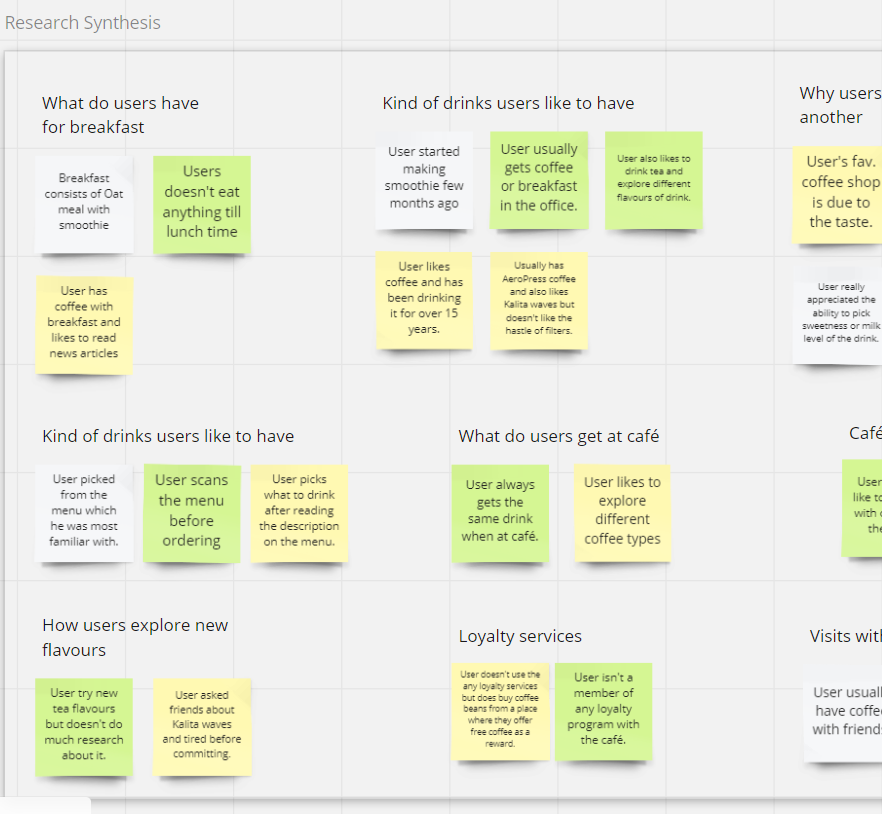 Research Synthesis
What do users have
for breakfast
Breakfast
consists of Oat
meal with
smoothie
Users
doesn't eat
anything till
lunch time
User has
coffee with
breakfast and
likes to read
news articles
Kind of drinks users like to have
User started
making
smoothie few
months ago
User usually
gets coffee
or breakfast
in the office.
User also likes to
drink tea and
explore different
flavours of drink.
User likes
coffee and has
been drinking
it for over 15
years.
Usually has
AeroPress coffee
and also likes
Kalita waves but
doesn't like the
hastle of filters.
Why users
another
User's fav.
coffee shop
is due to
the taste.
User really
appreciated the
ability to pick
sweetness or milk
level of the drink.
Kind of drinks users like to have
User picked
from the
menu which
he was most
familiar with.
User scans
the menu
before
ordering
User picks
what to drink
after reading
the description
on the menu.
What do users get at café
User always
gets the
same drink
when at café.
User likes to
explore
different
coffee types
Café
User
like to
with
the
How users explore new
flavours
User try new
tea flavours
but doesn't do
much research
about it.
User asked
friends about
Kalita waves
and tired before
committing.
Loyalty services
User doesn't use the
any loyalty services
but does buy coffee
beans from a place
where they offer
free coffee as a
reward.
User isn't a
member of
any loyalty
program with
the café.
Visits with
User usuall
have coffee
with friend